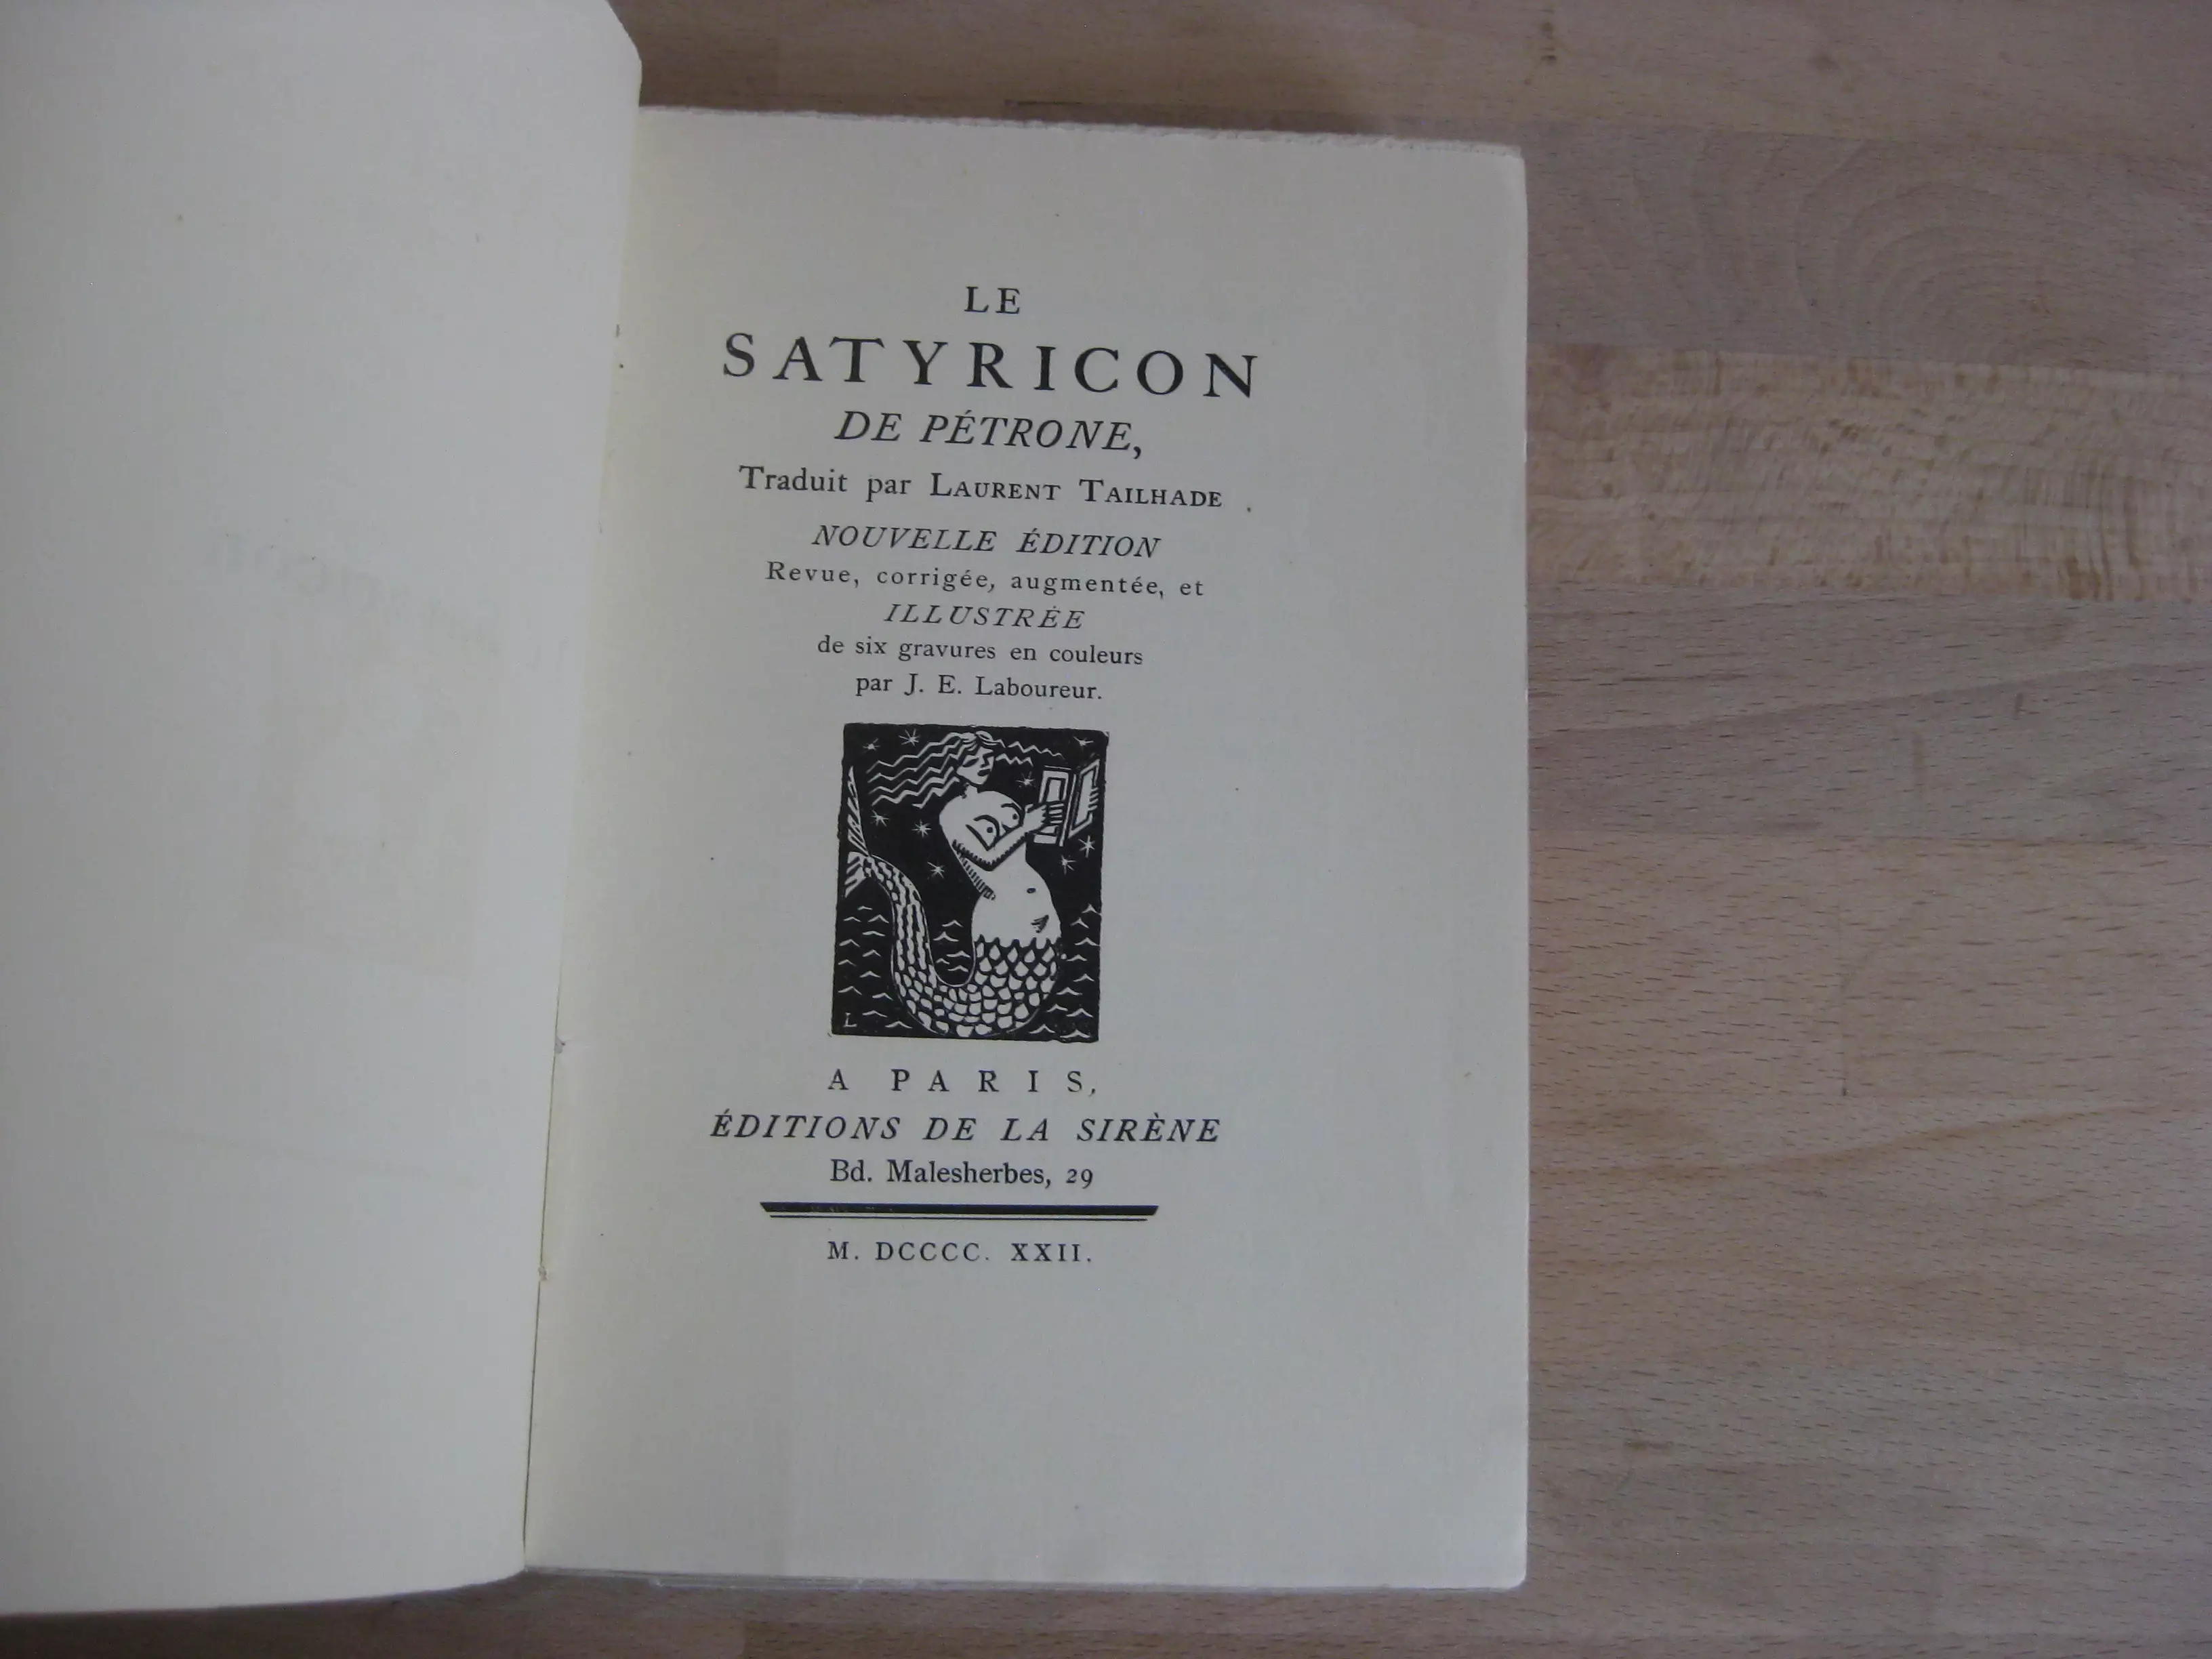 LE
SATYRICON
DE PÉTRONE,
Traduit par LAURENT TAILHADE .
NOUVELLE ÉDITION
Revue, corrigée, augmentée, et
ILLUSTRÉE
de six gravures en couleurs
par J. E. Laboureur.
L
A PARIS,
ÉDITIONS DE LA SIRÈNE
Bd. Malesherbes, 29
M. DCCCC. XXII.